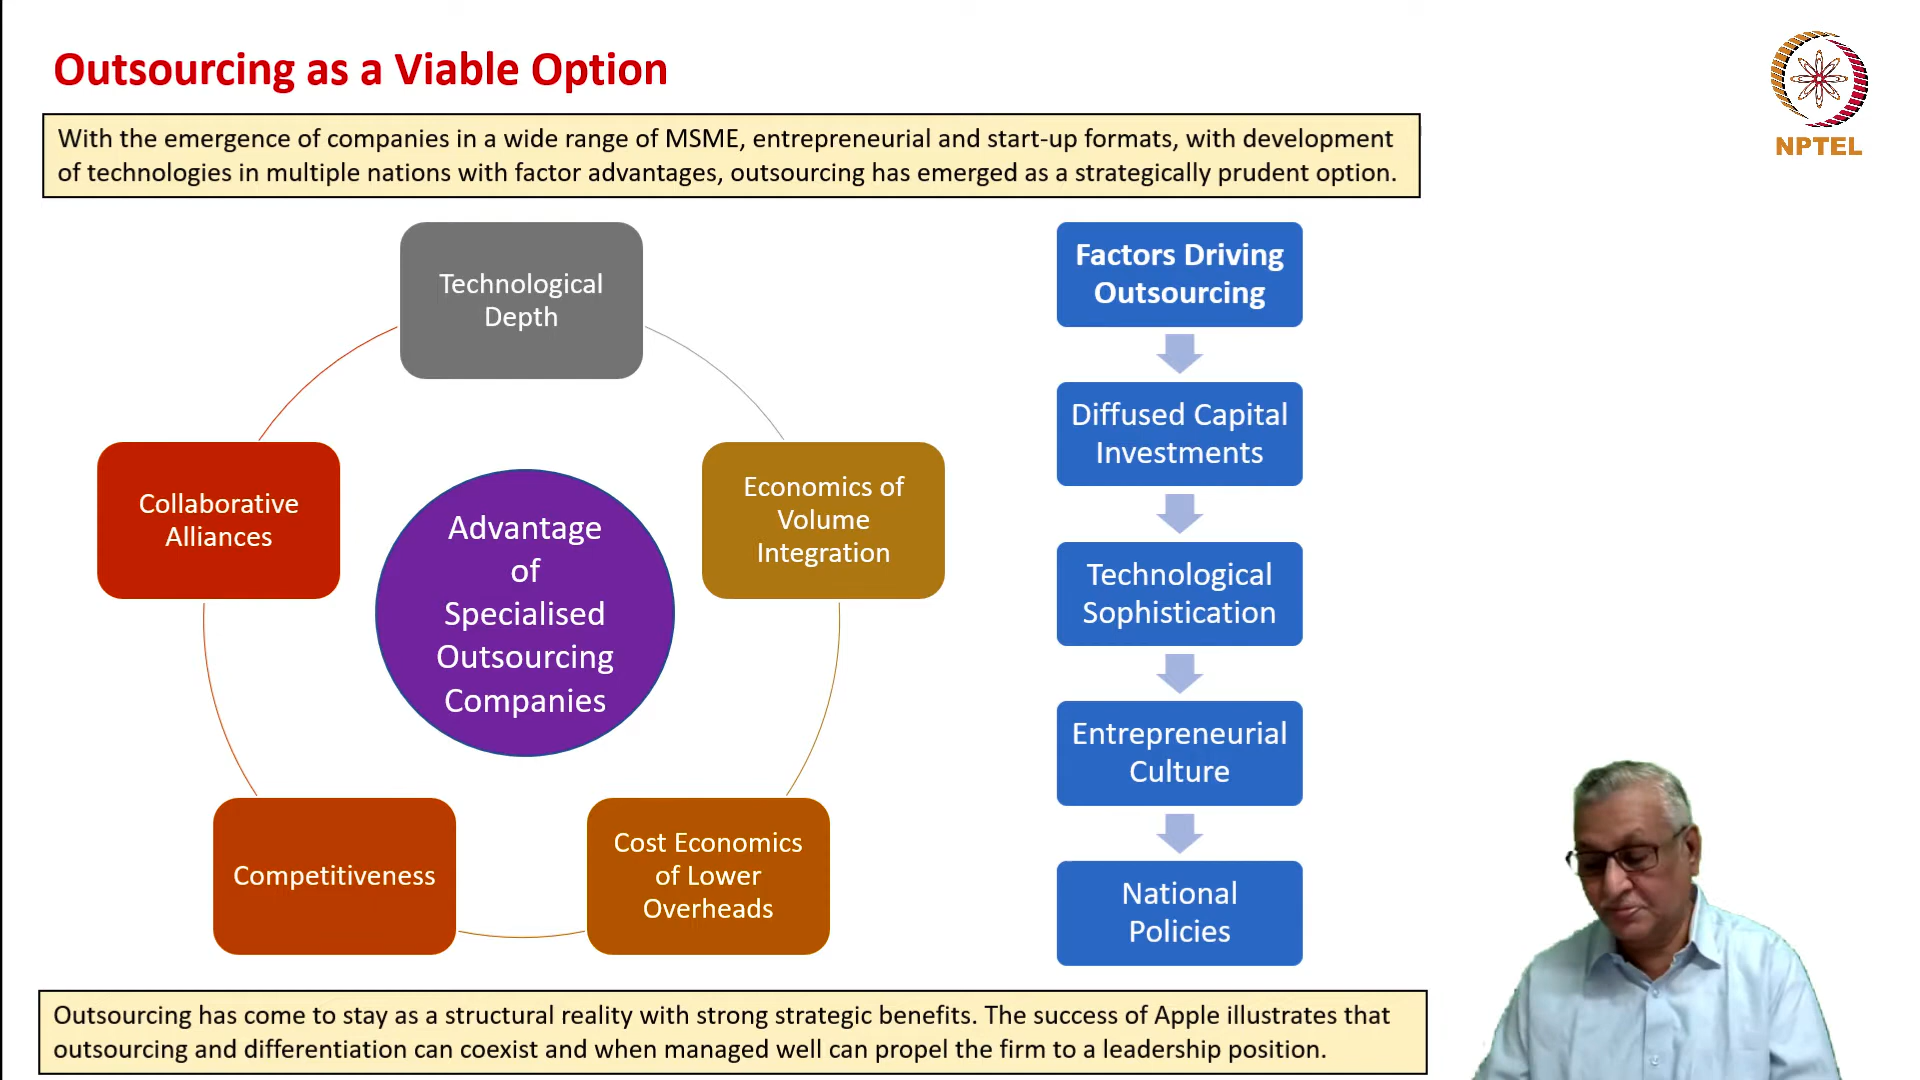 Outsourcing as a Viable Option
NPTEL
With the emergence of companies in a wide range of MSME, entrepreneurial and start-up formats, with development
of technologies in multiple nations with factor advantages, outsourcing has emerged as a strategically prudent option.
Technological
Depth
Economics of
Volume
Integration
Cost Economics
of Lower
Overheads
Competitiveness
Collaborative
Alliances
Advantage
of
Specialised
Outsourcing
Companies
Factors Driving
Outsourcing
Diffused Capital
Investments
Technological
Sophistication
Entrepreneurial
Culture
National
Policies
Outsourcing has come to stay as a structural reality with strong strategic benefits. The success of Apple illustrates that
outsourcing and differentiation can coexist and when managed well can propel the firm to a leadership position.